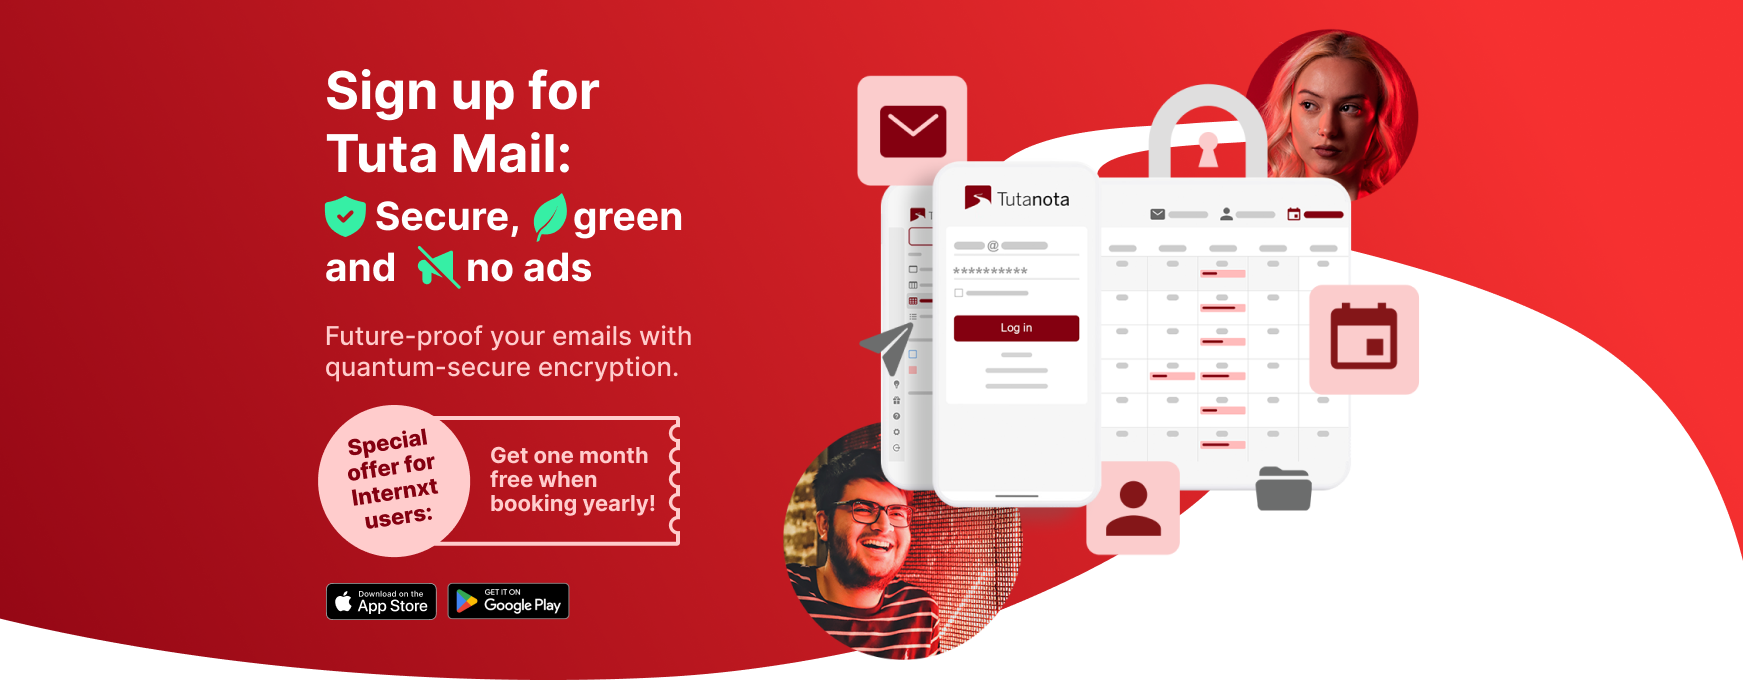 Sign up for
Tuta Mail:
Secure, green
and no ads
Future-proof your emails with
quantum-secure encryption.
Special
offer for
Internxt
users:
Get one month
free when
booking yearly!
Download on the
App Store
GET IT ON
Google Play
Tutanota
@
**********
Log in